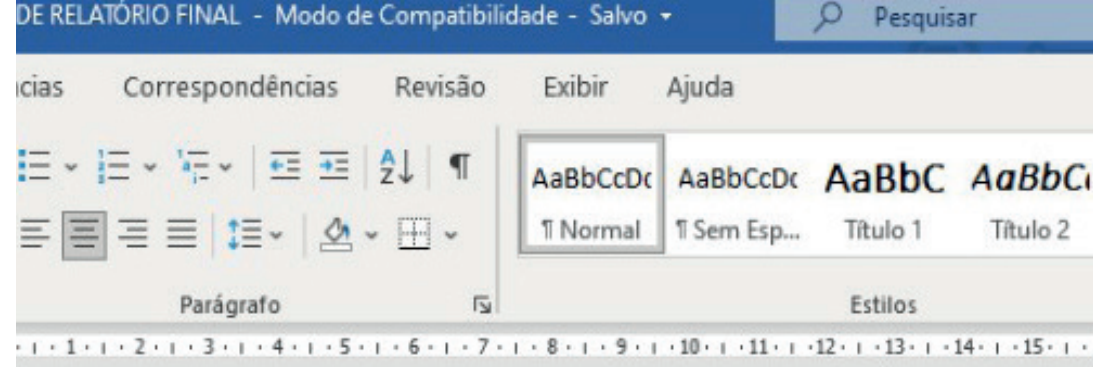 DE RELATÓRIO FINAL - Modo de Compatibilidade - Salvo Pesquisar
Correspondências Revisão Exibir Ajuda
AaBbCcDc AaBbCcDc AaBbC AaBbCc
¶ Normal ¶ Sem Esp... Título 1 Título 2
Parágrafo Estilos
1 2 3 4 5 6 7 8 9 10 11 12 13 14 15